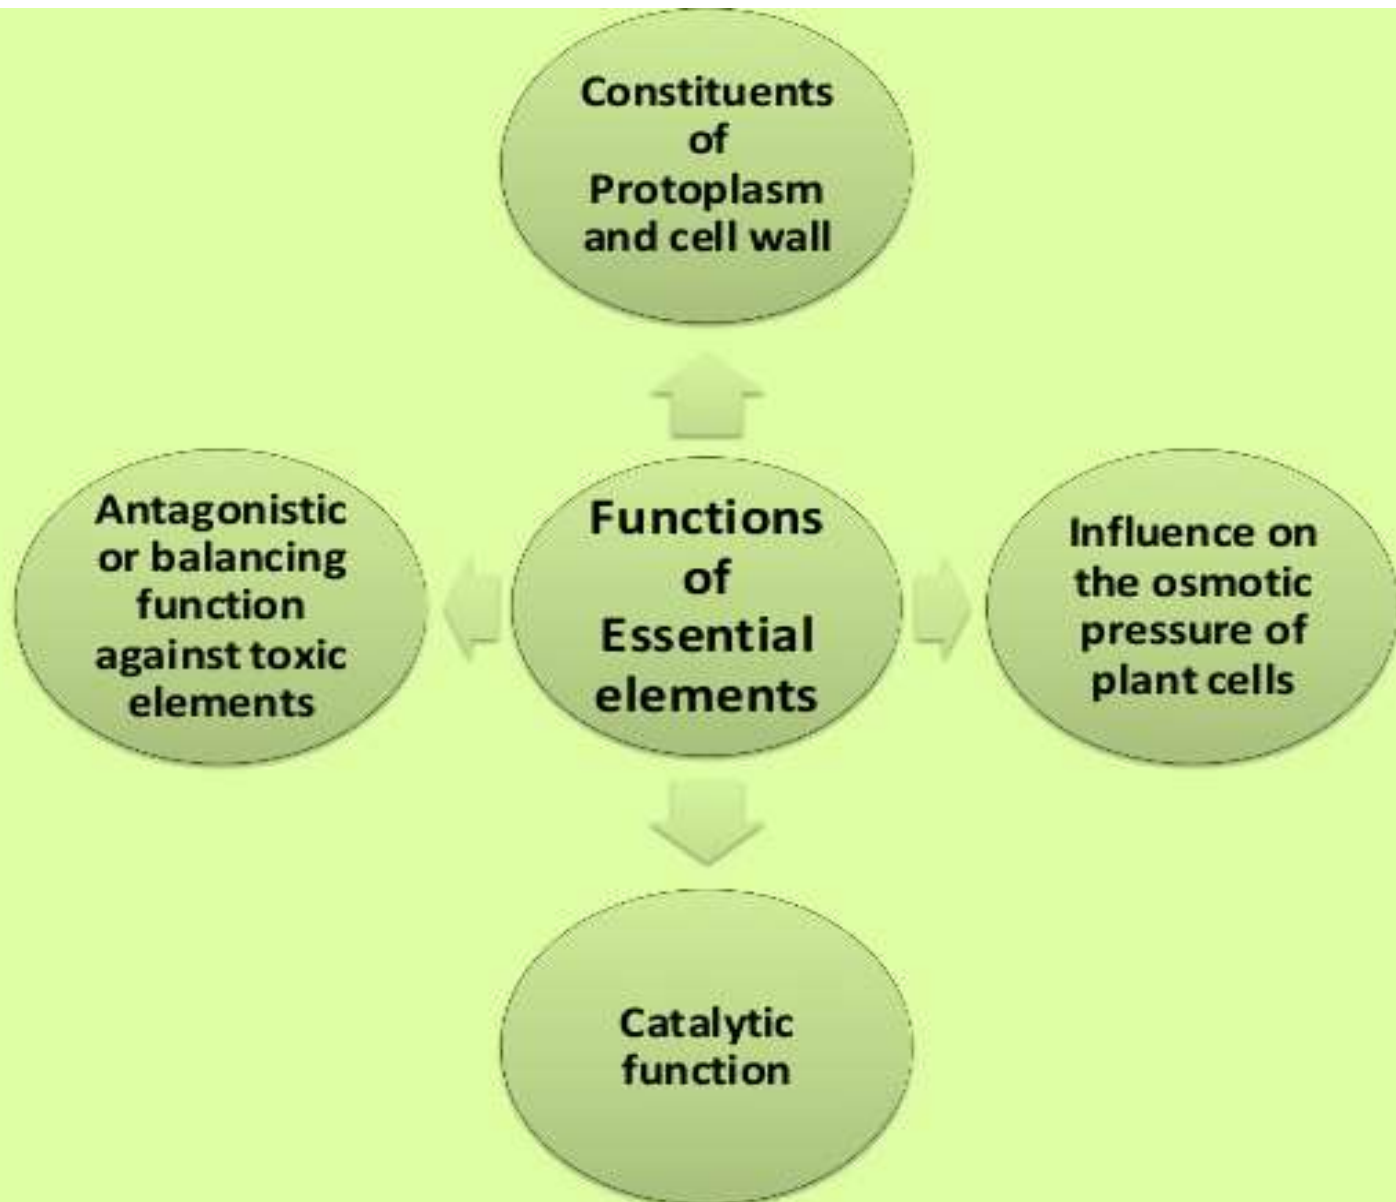 Constituents
of
Protoplasm
and cell wall
Antagonistic
or balancing
function
against toxic
elements
Functions
of
Essential
elements
Influence on
the osmotic
pressure of
plant cells
Catalytic
function